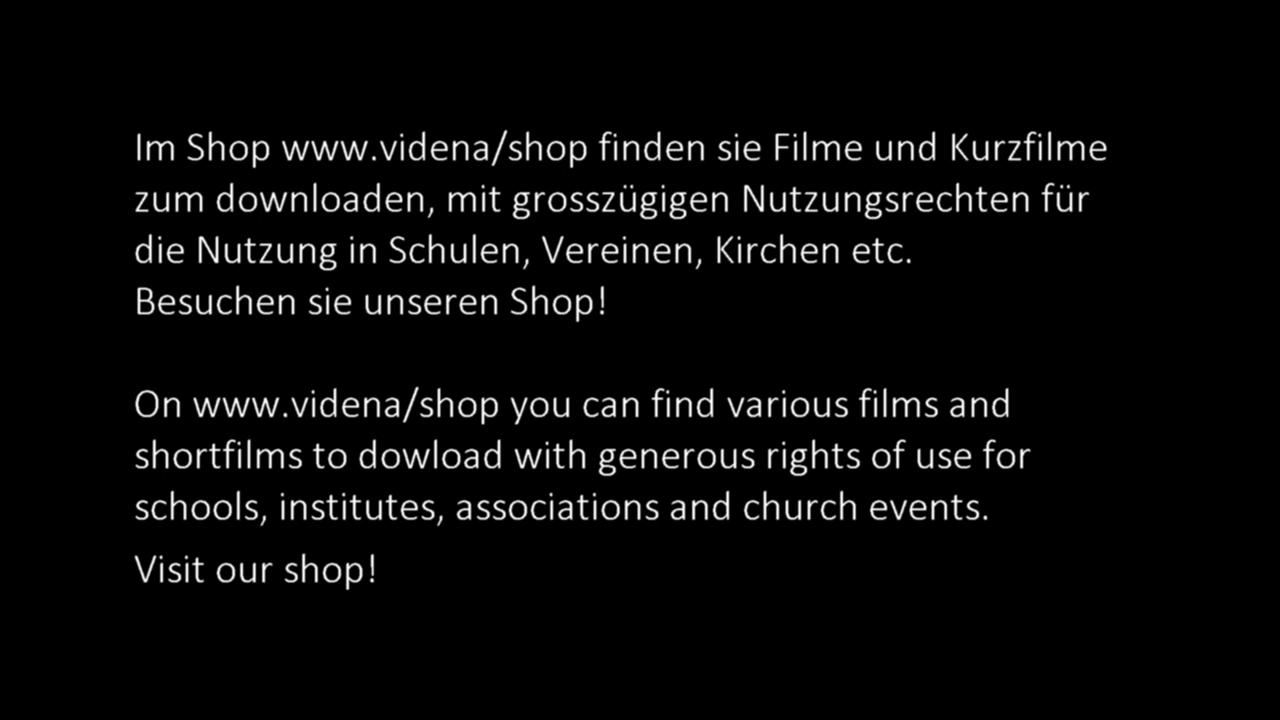 Im Shop www.videna/shop finden sie Filme und Kurzfilme
zum downloaden, mit grosszügigen Nutzungsrechten für
die Nutzung in Schulen, Vereinen, Kirchen etc.
Besuchen sie unseren Shop!
On www.videna/shop you can find various films and
shortfilms to dowload with generous rights of use for
schools, institutes, associations and church events.
Visit our shop!